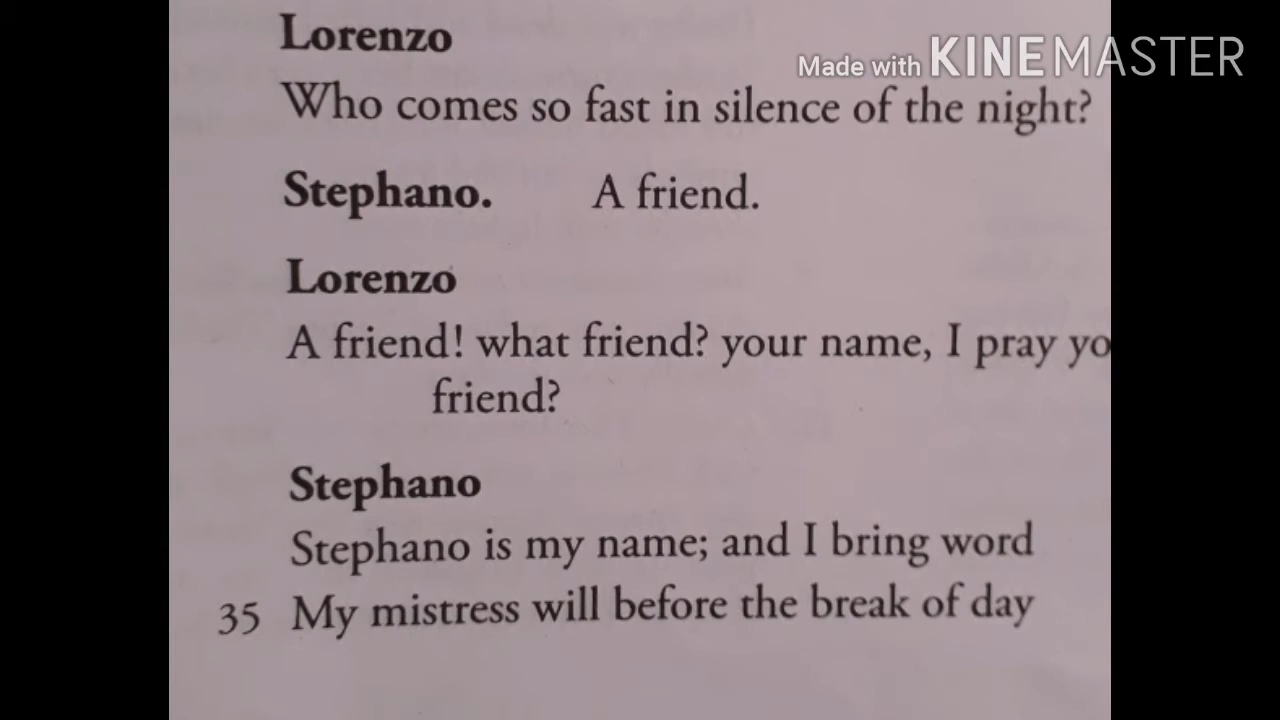 Lorenzo
Made with KINEMASTER
Who comes so fast in silence of the night?
Stephano. A friend.
Lorenzo
A friend! what friend? your name, I pray yo
friend?
Stephano
Stephano is my name; and I bring word
35 My mistress will before the break of day